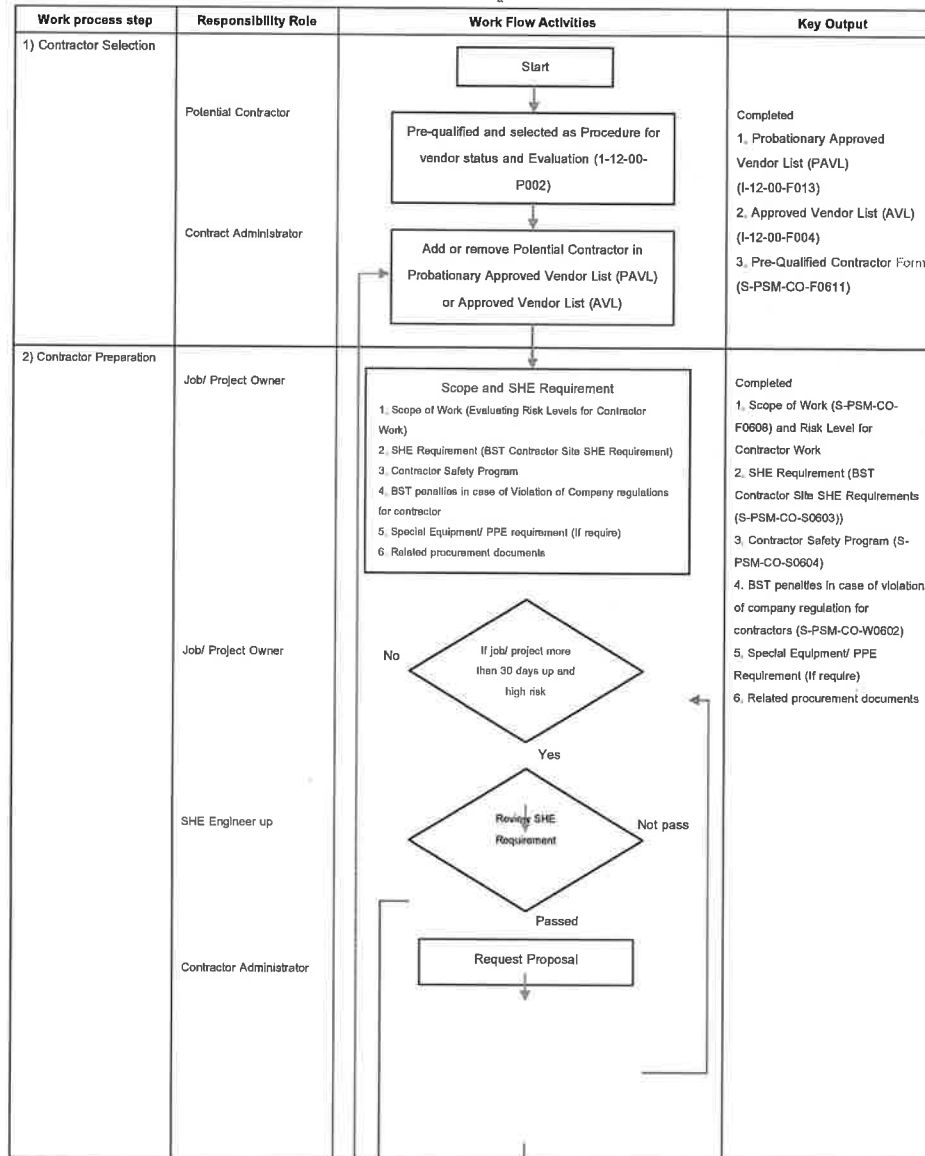 Work process step
Responsibility Role
Work Flow Activities
Key Output
1) Contractor Selection
Start
Potential Contractor
Pre-qualified and selected as Procedure for
vendor status and Evaluation (1-12-00-
P002)
Contract Administrator
Add or remove Potential Contractor in
Probationary Approved Vendor List (PAVL)
or Approved Vendor List (AVL)
Completed
1. Probationary Approved
Vendor List (PAVL)
(I-12-00-F013)
2. Approved Vendor List (AVL)
(I-12-00-F004)
3. Pre-Qualified Contractor Form
(S-PSM-CO-F0611)
2) Contractor Preparation
Job/ Project Owner
Scope and SHE Requirement
1. Scope of Work (Evaluating Risk Levels for Contractor
Work)
2. SHE Requirement (BST Contractor Site SHE Requirement)
3. Contractor Safety Program
4. BST penalties in case of Violation of Company regulations
for contractor
5. Special Equipment/ PPE requirement (If require)
6. Related procurement documents
Completed
1. Scope of Work (S-PSM-CO-
F0608) and Risk Level for
Contractor Work
2. SHE Requirement (BST
Contractor Site SHE Requirements
(S-PSM-CO-S0603))
3. Contractor Safety Program (S-
PSM-CO-S0604)
4. BST penalties in case of violation
of company regulation for
contractors (S-PSM-CO-W0602)
5. Special Equipment/ PPE
Requirement (If require)
6. Related procurement documents
Job/ Project Owner
No
If job/ project more
than 30 days up and
high risk
Yes
SHE Engineer up
Review SHE
Requirement
Not pass
Passed
Contractor Administrator
Request Proposal